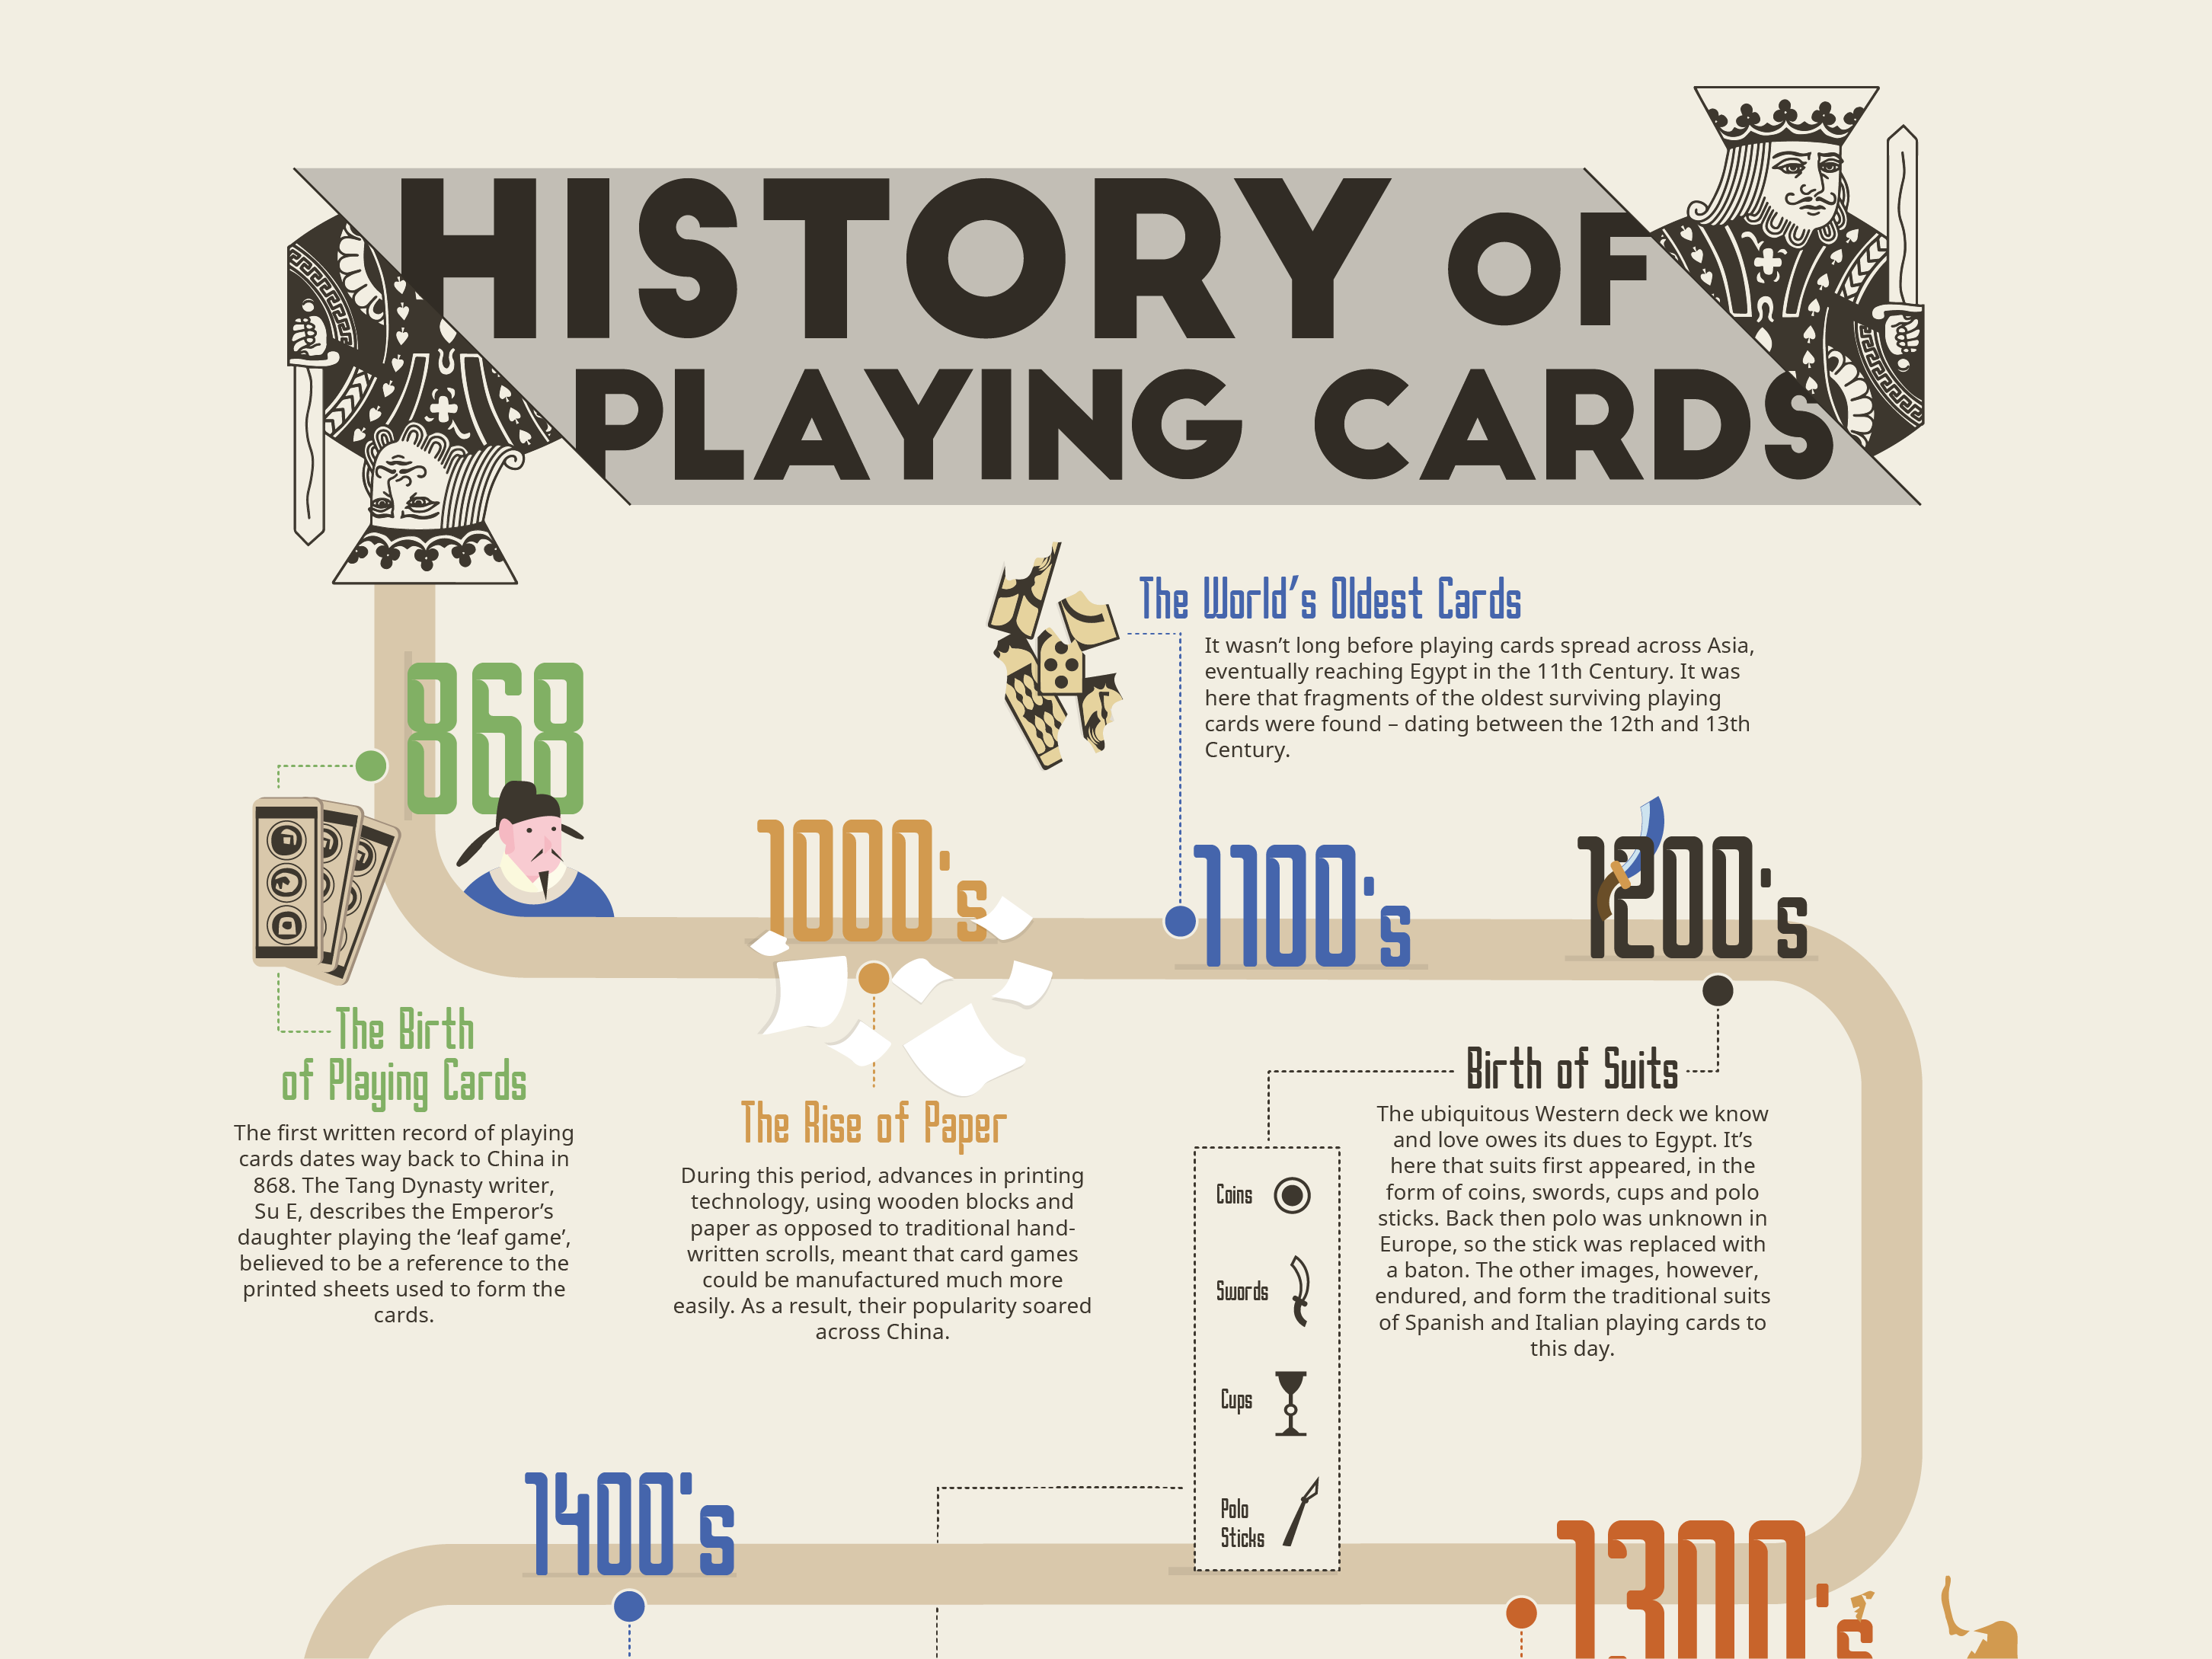 HISTORY OF
PLAYING CARDS
The World's Oldest Cards
It wasn't long before playing cards spread across Asia,
eventually reaching Egypt in the 11th Century. It was
here that fragments of the oldest surviving playing
cards were found – dating between the 12th and 13th
Century.
868
1000's
1100's
1200's
The Birth
of Playing Cards
The first written record of playing
cards dates way back to China in
868. The Tang Dynasty writer,
Su E, describes the Emperor's
daughter playing the ‘leaf game’,
believed to be a reference to the
printed sheets used to form the
cards.
The Rise of Paper
During this period, advances in printing
technology, using wooden blocks and
paper as opposed to traditional hand-
written scrolls, meant that card games
could be manufactured much more
easily. As a result, their popularity soared
across China.
Birth of Suits
The ubiquitous Western deck we know
and love owes its dues to Egypt. It's
here that suits first appeared, in the
form of coins, swords, cups and polo
sticks. Back then polo was unknown in
Europe, so the stick was replaced with
a baton. The other images, however,
endured, and form the traditional suits
of Spanish and Italian playing cards to
this day.
Coins
Swords
Cups
Polo
Sticks
1400's
1300's